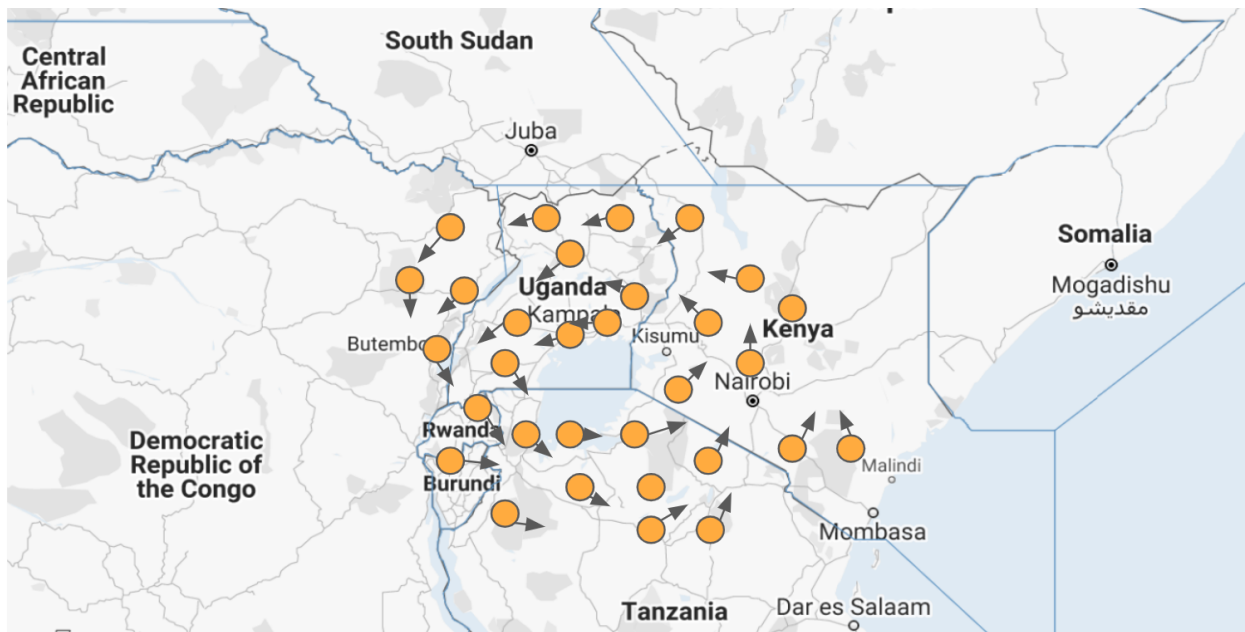 South Sudan
Central
African
Republic
Juba
Somalia
Mogadishu
مقديشو
Uganda
Kampala
Kenya
Kisumu
Butembo
Nairobi
Rwanda
Malindi
Democratic
Republic of
the Congo
Burundi
Mombasa
Tanzania
Dar es Salaam